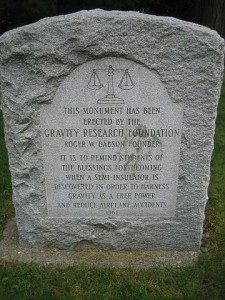 THIS MONUMENT HAS BEEN
ERECTED BY THE
GRAVITY RESEARCH FOUNDATION
ROGER W. BABSON FOUNDER
IT IS TO REMIND STUDENTS OF
THE BLESSINGS FORTHCOMING
WHEN A SEMI-INSULATOR IS
DISCOVERED IN ORDER TO HARNESS
GRAVITY AS A FREE POWER
AND REDUCE AIRPLANE ACCIDENTS